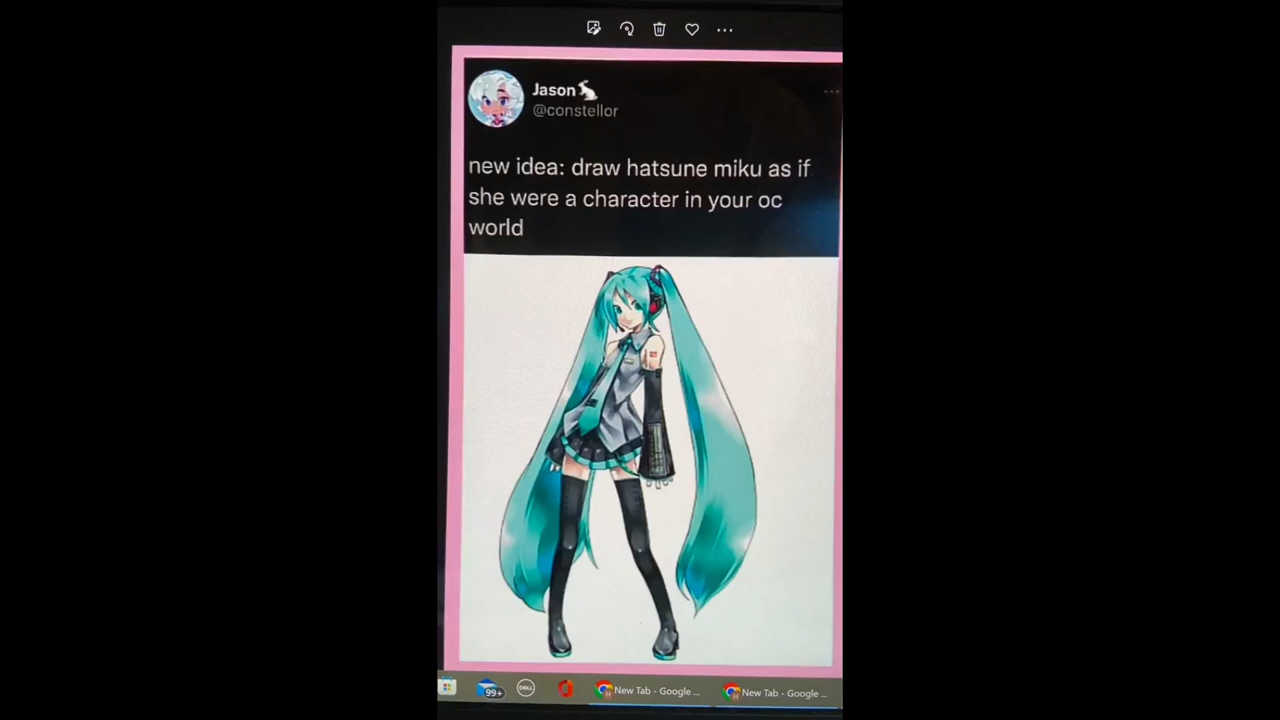 Jason
@constellor
new idea: draw hatsune miku as if
she were a character in your oc
world
99+
DELL
New Tab - Google ...
New Tab - Google ...